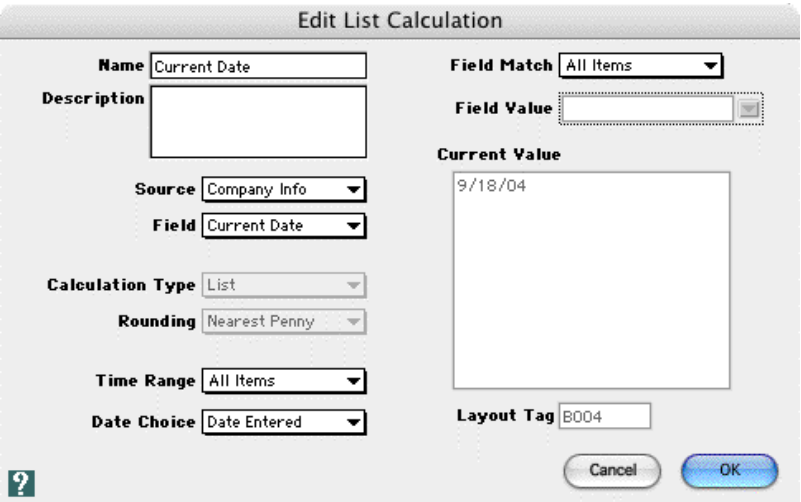 Edit List Calculation
Name Current Date
Description
Source Company Info
Field Current Date
Calculation Type List
Rounding Nearest Penny
Time Range All Items
Date Choice Date Entered
Field Match All Items
Field Value
Current Value
9/18/04
Layout Tag B004
?
Cancel OK